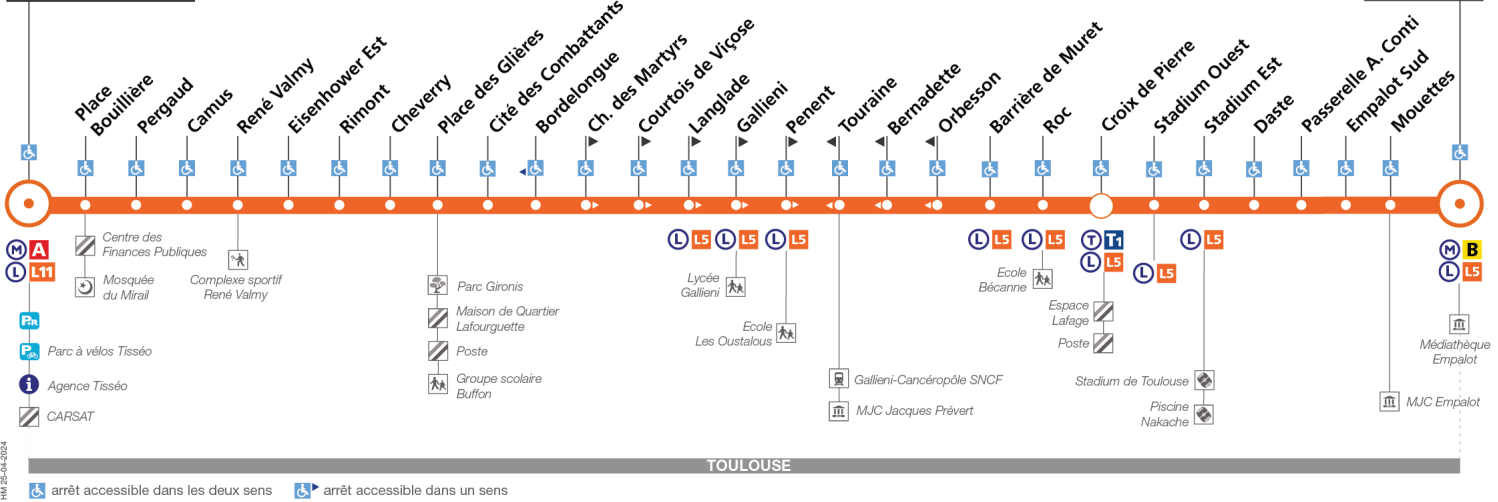 Place
Bouillière
Pergaud
Camus
René Valmy
Eisenhower Est
Rimont
Cheverry
Place des Glières
Cité des Combattants
Bordelongue
Ch. des Martyrs
Courtois de Viçose
Langlade
Gallieni
Penent
Touraine
Bernadette
Orbesson
Barrière de Muret
Roc
Croix de Pierre
Stadium Ouest
Stadium Est
Daste
Passerelle A. Conti
Empalot Sud
Mouettes
M A
L L11
P+R
P
Parc à vélos Tisséo
i
Agence Tisséo
CARSAT
Centre des
Finances Publiques
Mosquée
du Mirail
Complexe sportif
René Valmy
Parc Gironis
Maison de Quartier
Lafourguette
Poste
Groupe scolaire
Buffon
L L5
L L5
Lycée
Gallieni
L L5
Ecole
Les Oustalous
Gallieni-Cancéropôle SNCF
MJC Jacques Prévert
L L5
L L5
Ecole
Bécanne
T T1
L L5
Espace
Lafage
Poste
L L5
L L5
Stadium de Toulouse
Piscine
Nakache
MJC Empalot
M B
L L5
Médiathèque
Empalot
TOULOUSE
HM 25-04-2024
arrêt accessible dans les deux sens
arrêt accessible dans un sens